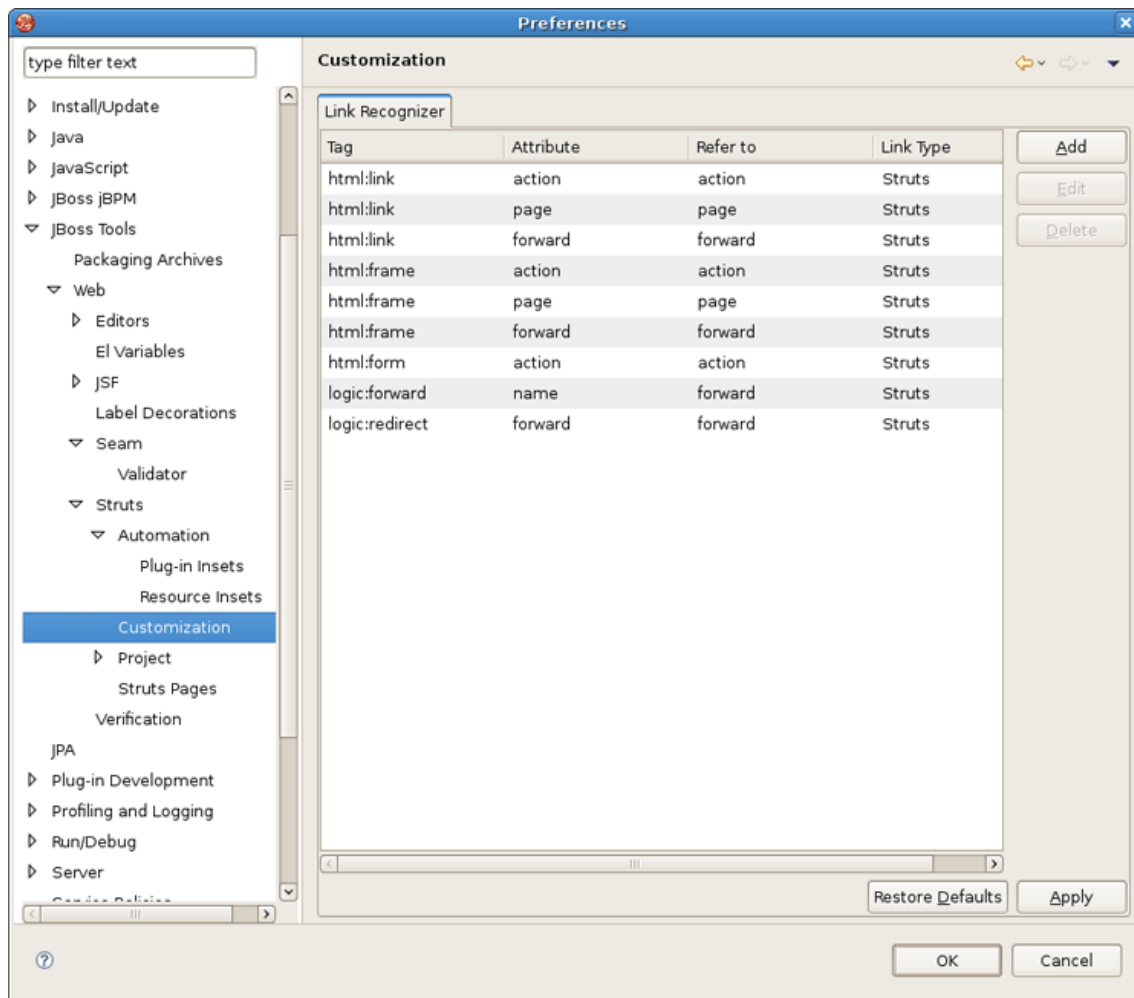 Preferences
type filter text
Install/Update
Java
JavaScript
JBoss jBPM
JBoss Tools
Packaging Archives
Web
Editors
El Variables
JSF
Label Decorations
Seam
Validator
Struts
Automation
Plug-in Insets
Resource Insets
Customization
Project
Struts Pages
Verification
JPA
Plug-in Development
Profiling and Logging
Run/Debug
Server
Customization
Link Recognizer
Tag Attribute Refer to Link Type
html:link action action Struts
html:link page page Struts
html:link forward forward Struts
html:frame action action Struts
html:frame page page Struts
html:frame forward forward Struts
html:form action action Struts
logic:forward name forward Struts
logic:redirect forward forward Struts
Add
Edit
Delete
Restore Defaults Apply
OK Cancel